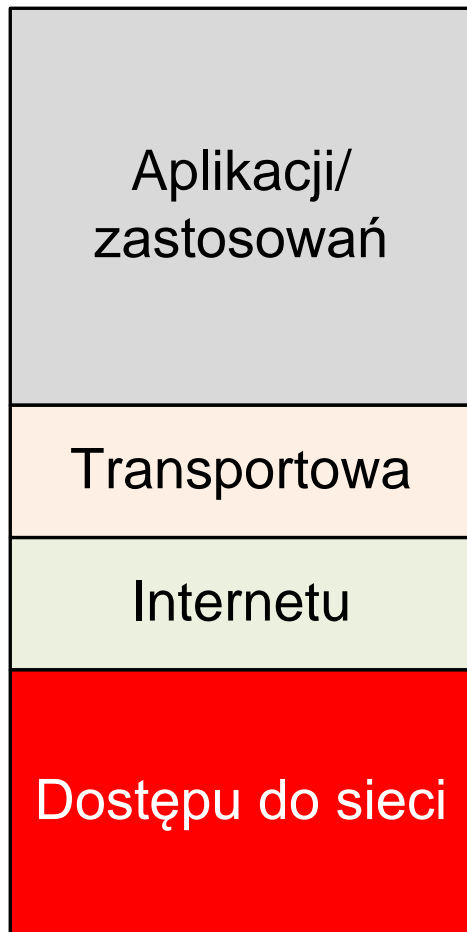 Aplikacji/
zastosowań
Transportowa
Internetu
Dostępu do sieci